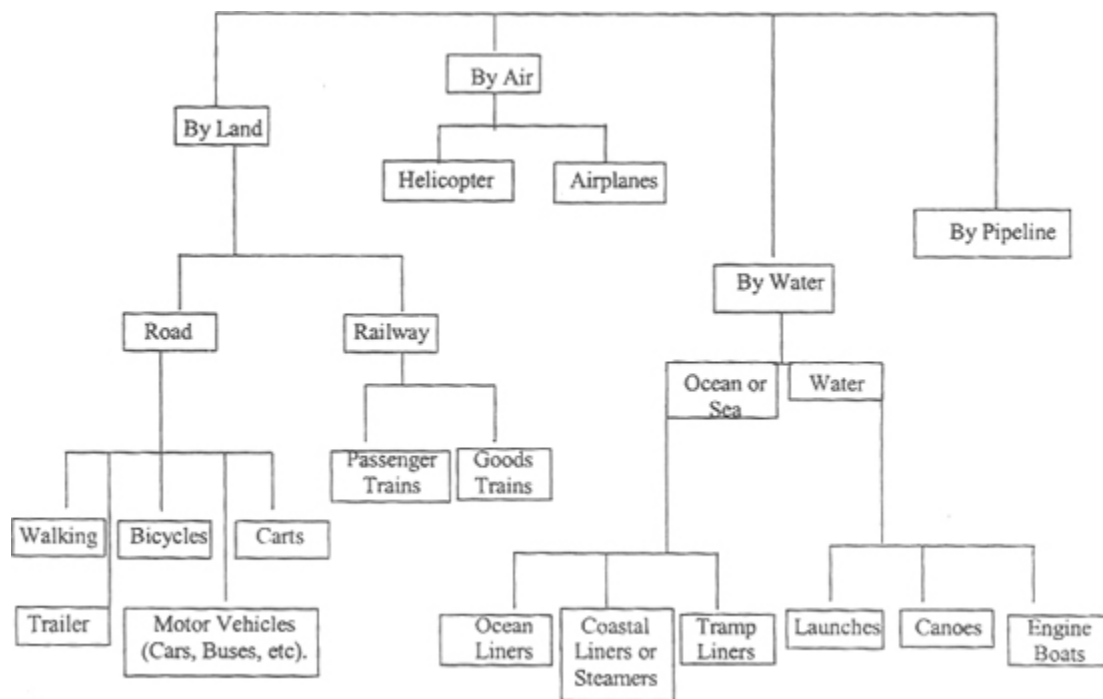 By Air
By Land
Helicopter
Airplanes
By Pipeline
By Water
Road
Railway
Ocean or
Sea
Water
Passenger
Trains
Goods
Trains
Walking
Bicycles
Carts
Trailer
Motor Vehicles
(Cars, Buses, etc).
Ocean
Liners
Coastal
Liners or
Steamers
Tramp
Liners
Launches
Canoes
Engine
Boats